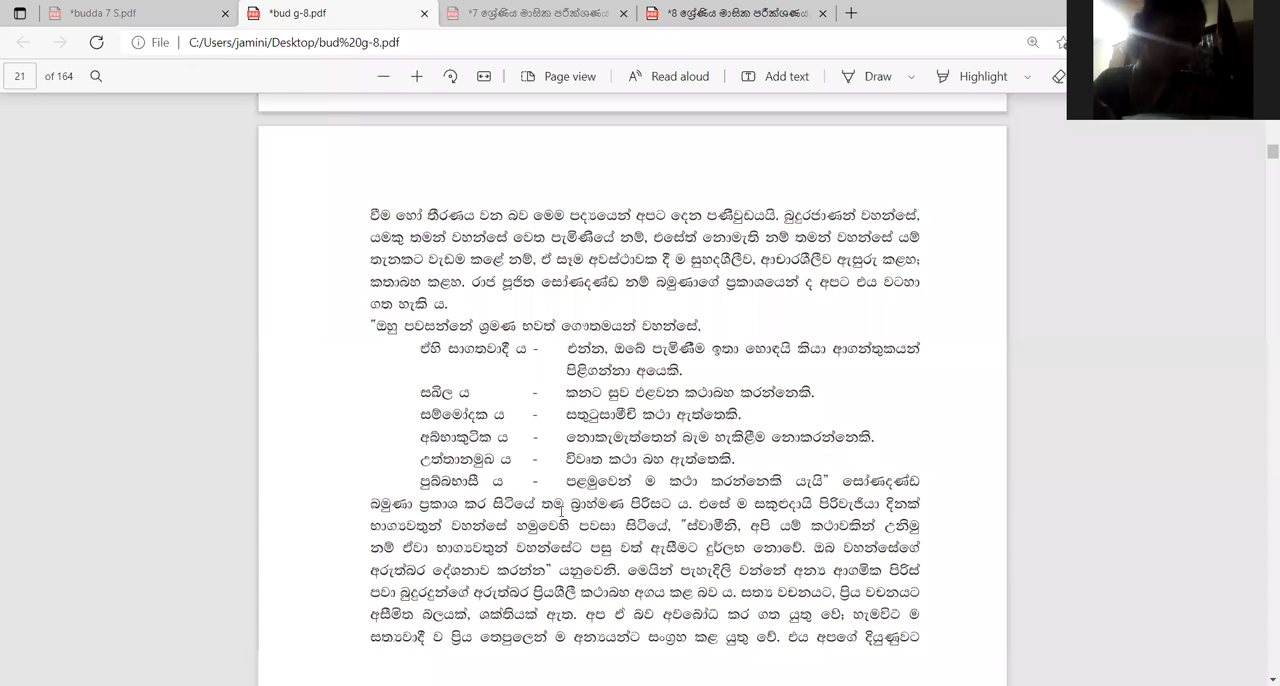 *budda 7 S.pdf
*bud g-8.pdf
*7 ශ්‍රේණිය මාසික පරීක්ෂණය
*8 ශ්‍රේණිය මාසික පරීක්ෂණය
File
C:/Users/jamini/Desktop/bud%20g-8.pdf
21 of 164
Page view
Read aloud
Add text
Draw
Highlight
වීම හෝ තීරණය වන බව මෙම පද්‍යයෙන් අපට දෙන පණිවුඩයයි. බුදුරජාණන් වහන්සේ,
යමකු තමන් වහන්සේ වෙත පැමිණියේ නම්, එසේත් නොමැති නම් තමන් වහන්සේ යම්
තැනකට වැඩම කළේ නම්, ඒ සෑම අවස්ථාවක දී ම සුහදශීලීව, ආචාරශීලීව ඇසුරු කළහ;
කතාබහ කළහ. රාජ පූජිත සෝණදණ්ඩ නම් බමුණාගේ ප්‍රකාශයෙන් ද අපට එය වටහා
ගත හැකි ය.
"ඔහු පවසන්නේ ශ්‍රමණ භවත් ගෞතමයන් වහන්සේ,
ඒහි සාගතවාදී ය - එන්න, ඔබේ පැමිණීම ඉතා හොඳයි කියා ආගන්තුකයන්
පිළිගන්නා අයෙකි.
සඛිල ය - කනට සුව එළවන කථාබහ කරන්නෙකි.
සම්මෝදක ය - සතුටුසාමීචි කථා ඇත්තෙකි.
අබ්භාකුටික ය - නොකැමැත්තෙන් බැම හැකිළීම නොකරන්නෙකි.
උත්තානමුඛ ය - විවෘත කථා බහ ඇත්තෙකි.
පුබ්බභාසී ය - පළමුවෙන් ම කථා කරන්නෙකි යැයි" සෝණදණ්ඩ
බමුණා ප්‍රකාශ කර සිටියේ තම බ්‍රාහ්මණ පිරිසට ය. එසේ ම සකුළුදායි පිරිවැජියා දිනක්
භාග්‍යවතුන් වහන්සේ හමුවෙහි පවසා සිටියේ, "ස්වාමීනි, අපි යම් කථාවකින් උනිමු
නම් ඒවා භාග්‍යවතුන් වහන්සේට පසු වත් ඇසීමට දුර්ලභ නොවේ. ඔබ වහන්සේගේ
අරුත්බර දේශනාව කරන්න" යනුවෙනි. මෙයින් පැහැදිලි වන්නේ අන්‍ය ආගමික පිරිස්
පවා බුදුරදුන්ගේ අරුත්බර ප්‍රියශීලී කථාබහ අගය කළ බව ය. සත්‍ය වචනයට, ප්‍රිය වචනයට
අසීමිත බලයක්, ශක්තියක් ඇත. අප ඒ බව අවබෝධ කර ගත යුතු වේ; හැමවිට ම
සත්‍යවාදී ව ප්‍රිය තෙපුලෙන් ම අන්‍යයන්ට සංග්‍රහ කළ යුතු වේ. එය අපගේ දියුණුවට